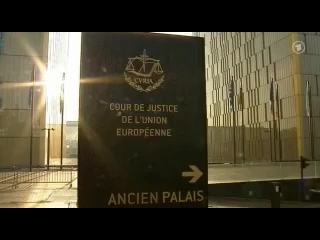 CVRIA
COUR DE JUSTICE
DE L'UNION
EUROPÉENNE
ANCIEN PALAIS